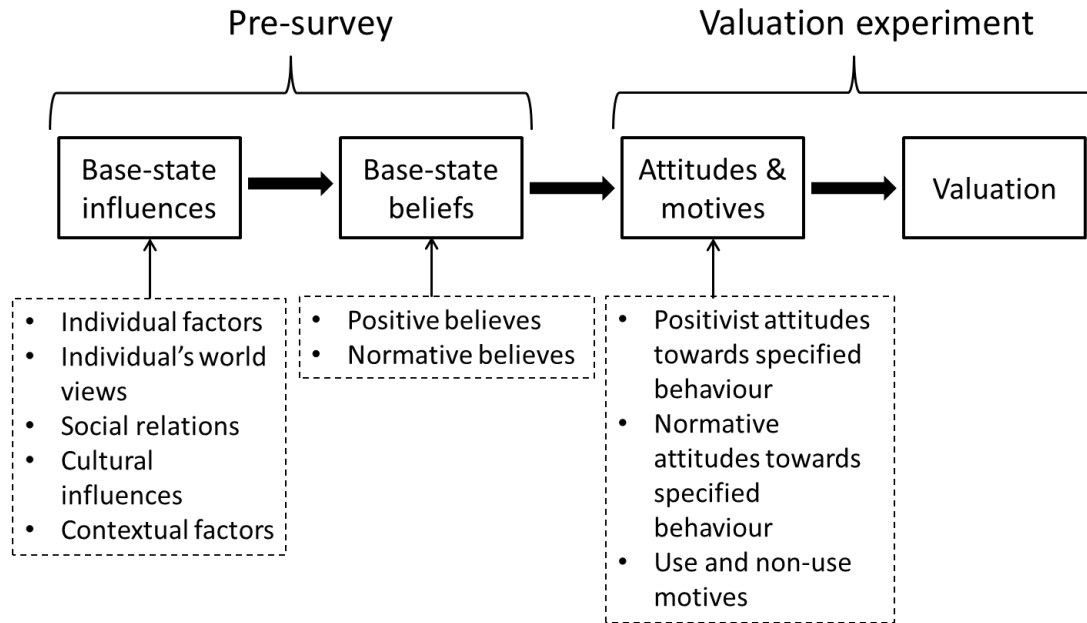 Pre-survey
Valuation experiment
Base-state
influences
Base-state
beliefs
Attitudes &
motives
Valuation
• Individual factors
• Individual's world
views
• Social relations
• Cultural
influences
• Contextual factors
• Positive believes
• Normative believes
• Positivist attitudes
towards specified
behaviour
• Normative
attitudes towards
specified
behaviour
• Use and non-use
motives